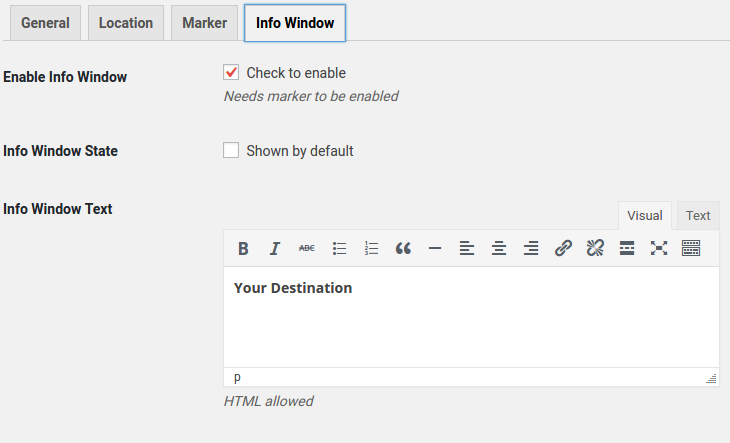 General Location Marker Info Window
Enable Info Window Check to enable
Needs marker to be enabled
Info Window State Shown by default
Info Window Text
Visual Text
B I ABC
Your Destination
p
HTML allowed